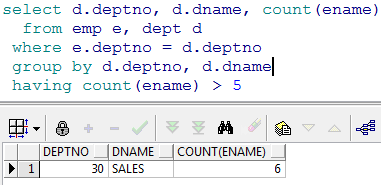 select d.deptno, d.dname, count(ename)
from emp e, dept d
where e.deptno = d.deptno
group by d.deptno, d.dname
having count(ename) > 5
DEPTNO DNAME COUNT(ENAME)
1 30 SALES 6